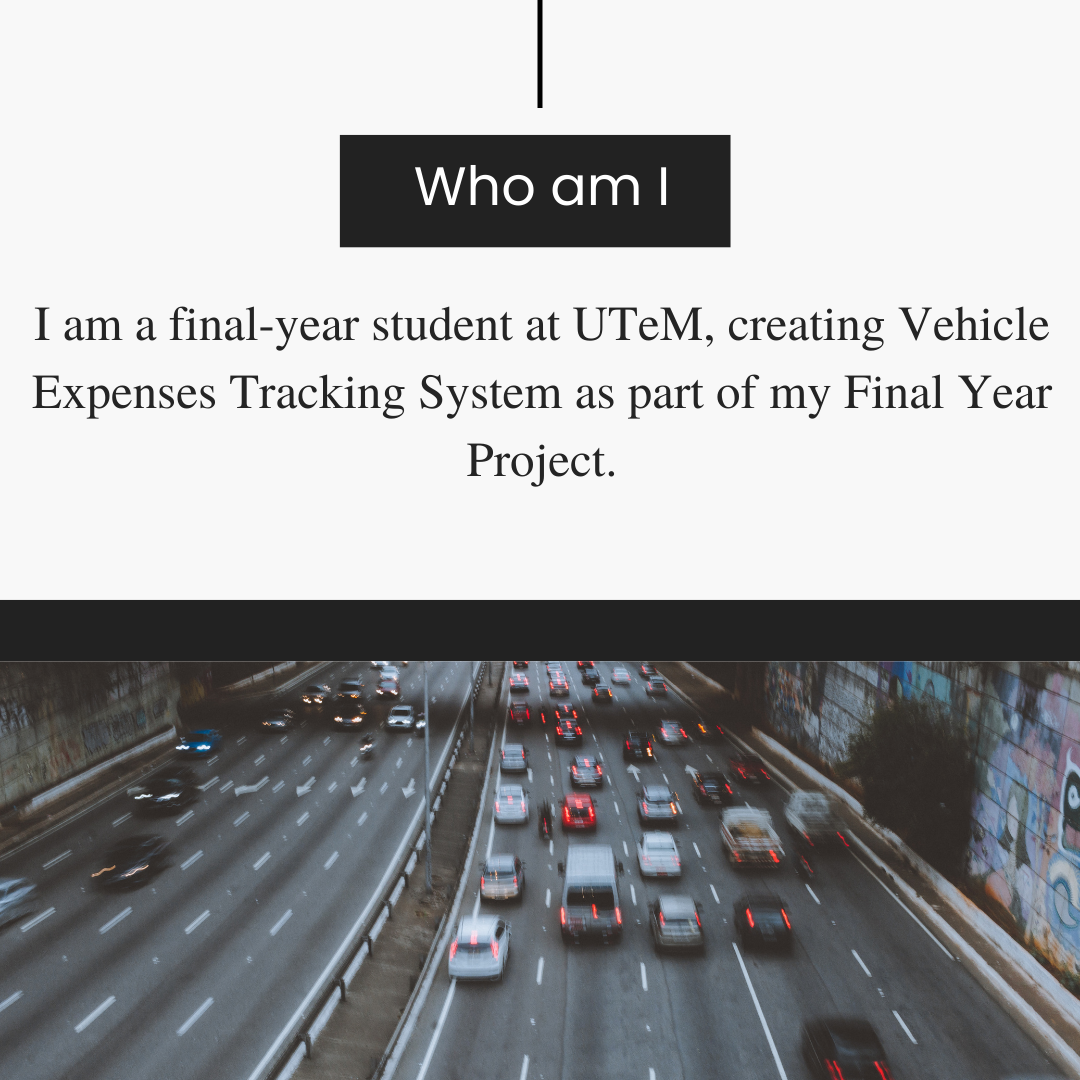 Who am I
I am a final-year student at UTeM, creating Vehicle
Expenses Tracking System as part of my Final Year
Project.